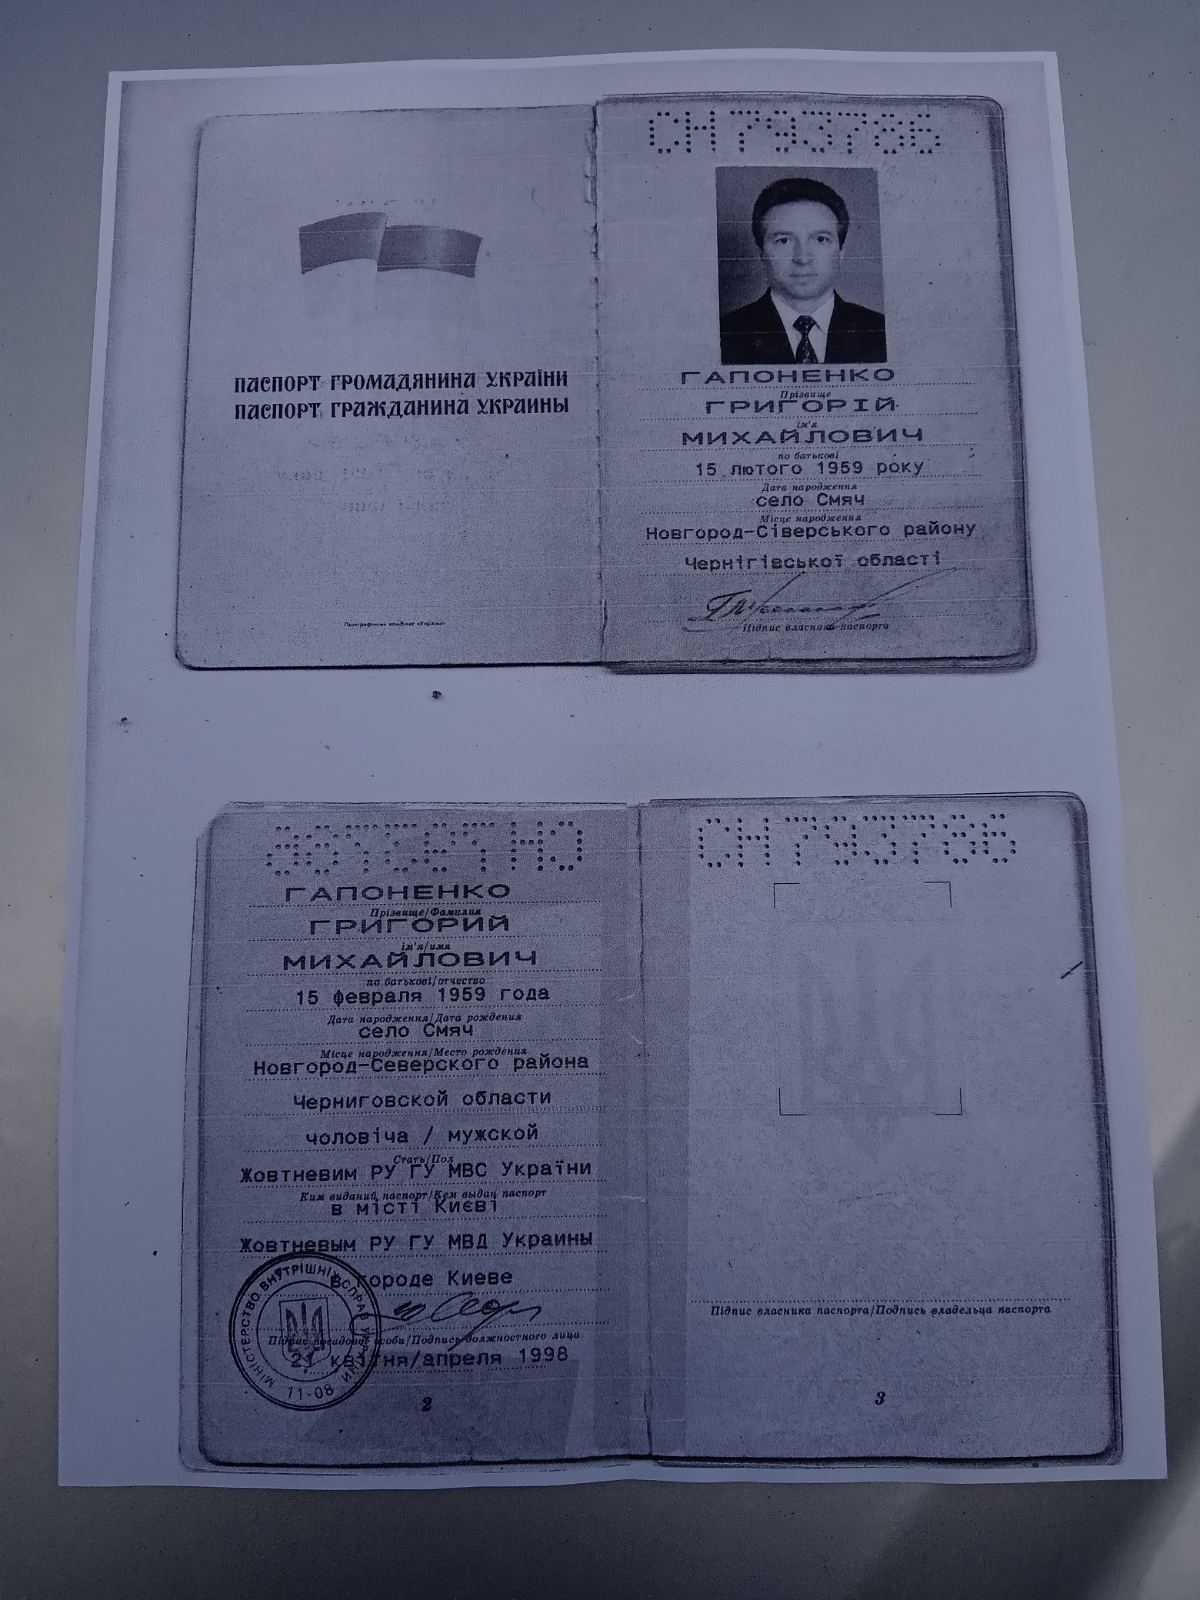 СН793786
ПАСПОРТ ГРОМАДЯНИНА УКРАЇНИ
ПАСПОРТ ГРАЖДАНИНА УКРАИНЫ
ГАПОНЕНКО
Прізвище
ГРИГОРІЙ
ім'я
МИХАЙЛОВИЧ
по батькові
15 лютого 1959 року
Дата народження
село Смяч
Місце народження
Новгород-Сіверського району
Чернігівської області
Підпис власника паспорта
СН793786
ГАПОНЕНКО
Прізвище/Фамилия
ГРИГОРИЙ
ім'я/имя
МИХАЙЛОВИЧ
по батькові/отчество
15 февраля 1959 года
Дата народження/Дата рождения
село Смяч
Місце народження/Место рождения
Новгород-Северского района
Черниговской области
чоловіча / мужской
Стать/Пол
Жовтневим РУ ГУ МВС України
Ким виданий паспорт/Кем выдан паспорт
в місті Києві
Жовтневым РУ ГУ МВД Украины
в городе Киеве
Підпис посадової особи/Подпись должностного лица
21 квітня/апреля 1998
МІНІСТЕРСТВО ВНУТРІШНІХ СПРАВ УКРАЇНИ
11-08
2
Підпис власника паспорта/Подпись владельца паспорта
3